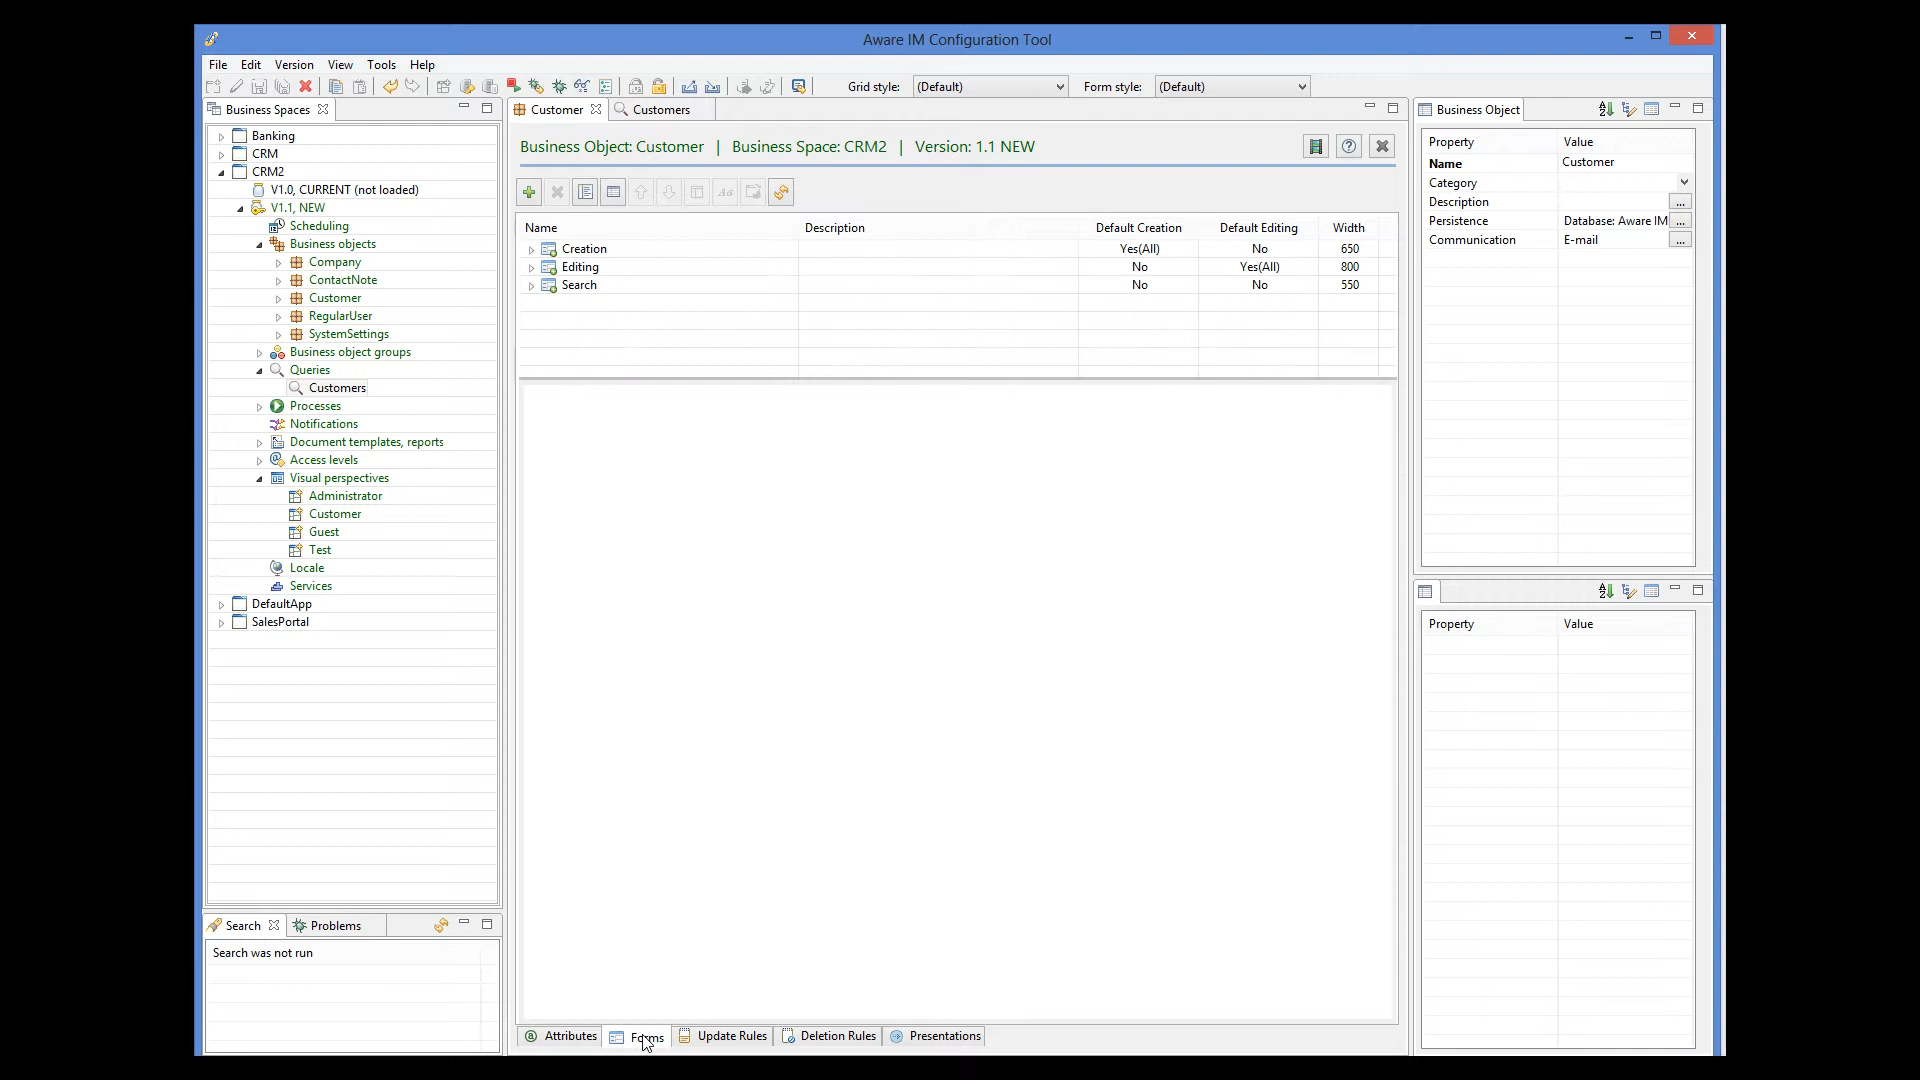 Aware IM Configuration Tool
File Edit Version View Tools Help
Grid style: (Default) Form style: (Default)
Business Spaces
Banking
CRM
CRM2
V1.0, CURRENT (not loaded)
V1.1, NEW
Scheduling
Business objects
Company
ContactNote
Customer
RegularUser
SystemSettings
Business object groups
Queries
Customers
Processes
Notifications
Document templates, reports
Access levels
Visual perspectives
Administrator
Customer
Guest
Test
Locale
Services
DefaultApp
SalesPortal
Search Problems
Search was not run
Customer Customers
Business Object: Customer | Business Space: CRM2 | Version: 1.1 NEW
Name Description Default Creation Default Editing Width
Creation Yes(All) No 650
Editing No Yes(All) 800
Search No No 550
Attributes Forms Update Rules Deletion Rules Presentations
Business Object
Property Value
Name Customer
Category
Description ...
Persistence Database: Aware IM ...
Communication E-mail ...
Property Value